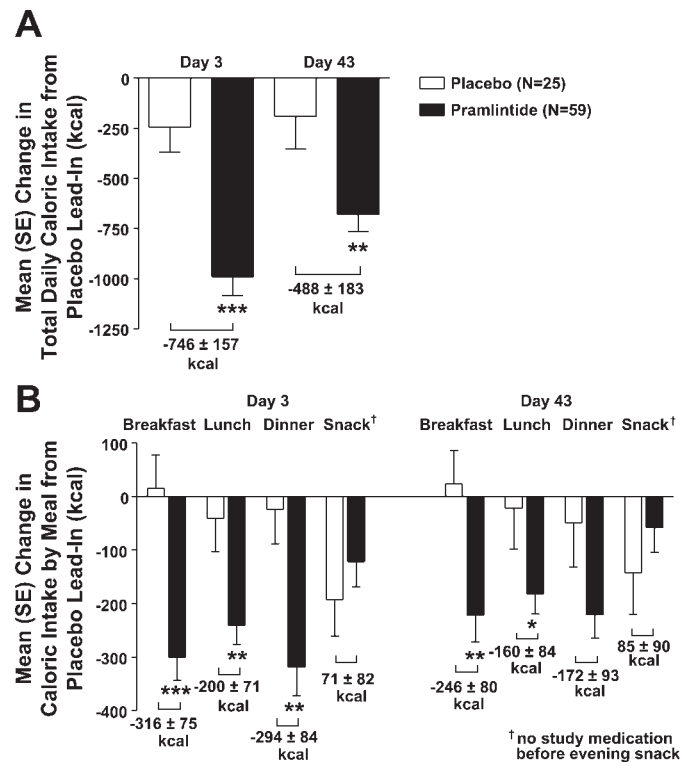 A
Day 3 Day 43
Placebo (N=25)
Pramlintide (N=59)
Mean (SE) Change in
Total Daily Caloric Intake from
Placebo Lead-In (kcal)
0
-250
-500
-750
-1000
-1250
***
**
-746 ± 157
kcal
-488 ± 183
kcal
B
Day 3 Day 43
Breakfast Lunch Dinner Snack† Breakfast Lunch Dinner Snack†
Mean (SE) Change in
Caloric Intake by Meal from
Placebo Lead-In (kcal)
100
0
-100
-200
-300
-400
***
-316 ± 75
kcal
**
-200 ± 71
kcal
**
-294 ± 84
kcal
71 ± 82
kcal
**
-246 ± 80
kcal
*
-160 ± 84
kcal
-172 ± 93
kcal
85 ± 90
kcal
†no study medication
before evening snack